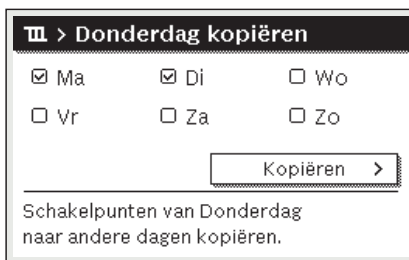 > Donderdag kopiëren
Ma Di Wo
Vr Za Zo
Kopiëren >
Schakelpunten van Donderdag
naar andere dagen kopiëren.